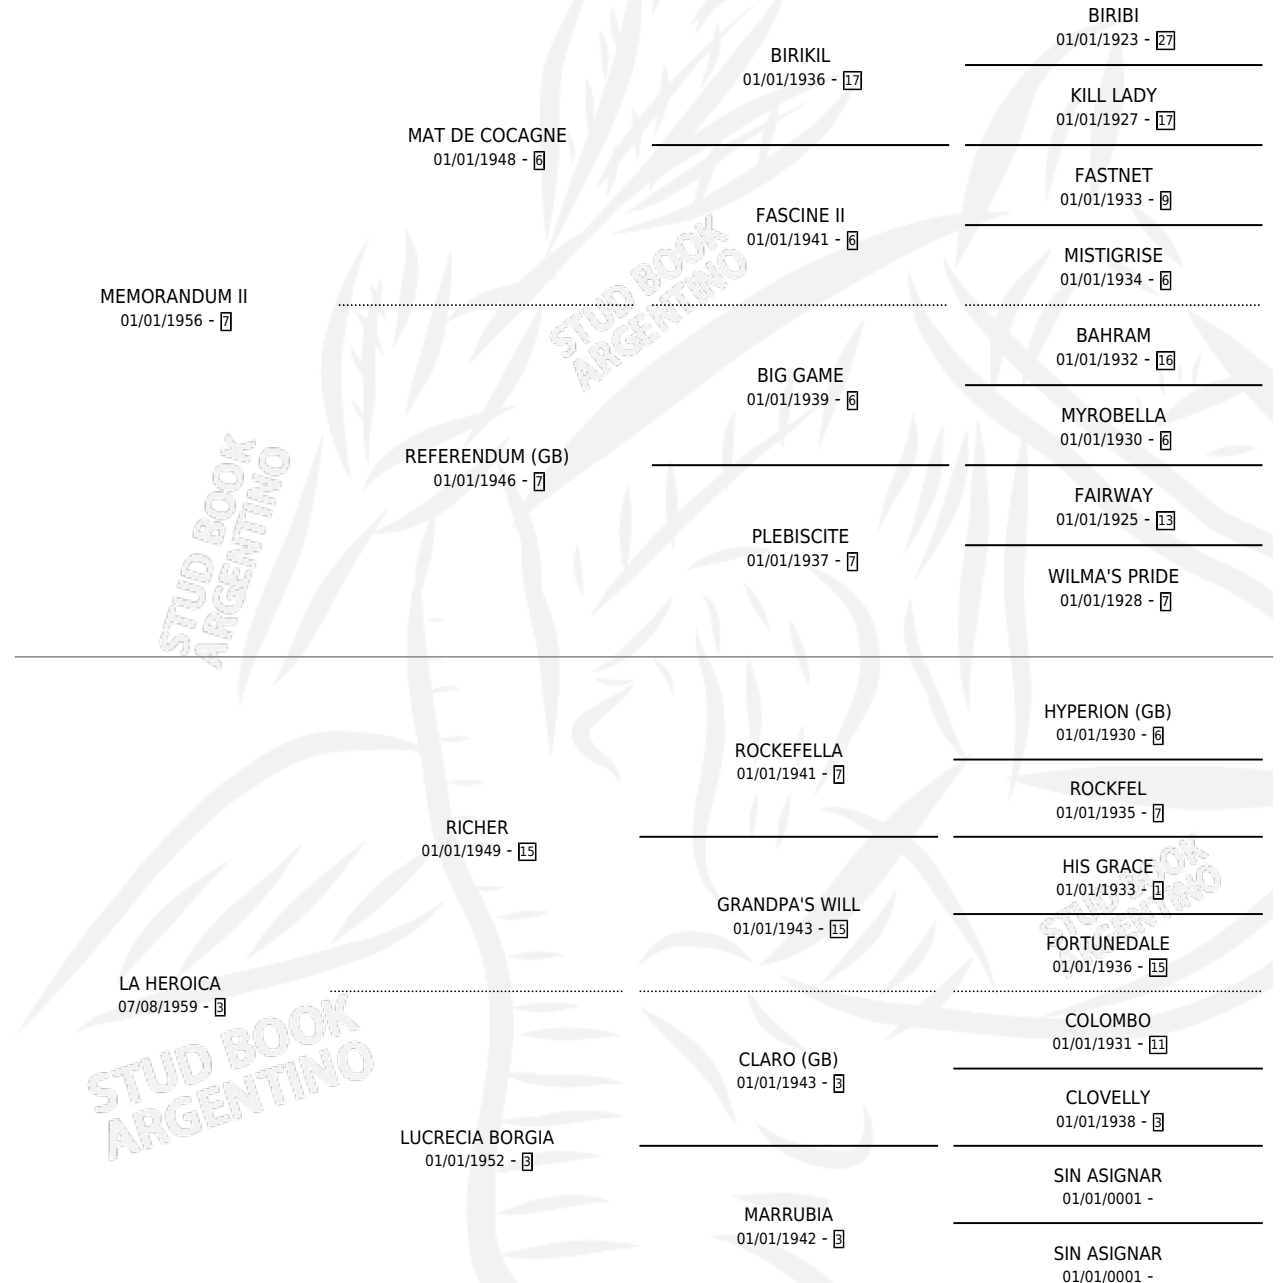 BIRIBI
01/01/1923 - 27
BIRIKIL
01/01/1936 - 17
KILL LADY
01/01/1927 - 17
MAT DE COCAGNE
01/01/1948 - 6
FASTNET
01/01/1933 - 9
FASCINE II
01/01/1941 - 6
MISTIGRISE
01/01/1934 - 6
MEMORANDUM II
01/01/1956 - 7
BAHRAM
01/01/1932 - 16
BIG GAME
01/01/1939 - 6
MYROBELLA
01/01/1930 - 6
REFERENDUM (GB)
01/01/1946 - 7
FAIRWAY
01/01/1925 - 13
PLEBISCITE
01/01/1937 - 7
WILMA'S PRIDE
01/01/1928 - 7
HYPERION (GB)
01/01/1930 - 6
ROCKEFELLA
01/01/1941 - 7
ROCKFEL
01/01/1935 - 7
RICHER
01/01/1949 - 15
HIS GRACE
01/01/1933 - 1
GRANDPA'S WILL
01/01/1943 - 15
FORTUNEDALE
01/01/1936 - 15
LA HEROICA
07/08/1959 - 3
COLOMBO
01/01/1931 - 11
CLARO (GB)
01/01/1943 - 3
CLOVELLY
01/01/1938 - 3
LUCRECIA BORGIA
01/01/1952 - 3
SIN ASIGNAR
01/01/0001 -
MARRUBIA
01/01/1942 - 3
SIN ASIGNAR
01/01/0001 -
STUD BOOK
ARGENTINO
STUD BOOK
ARGENTINO
STUD BOOK
ARGENTINO
STUD BOOK
ARGENTINO